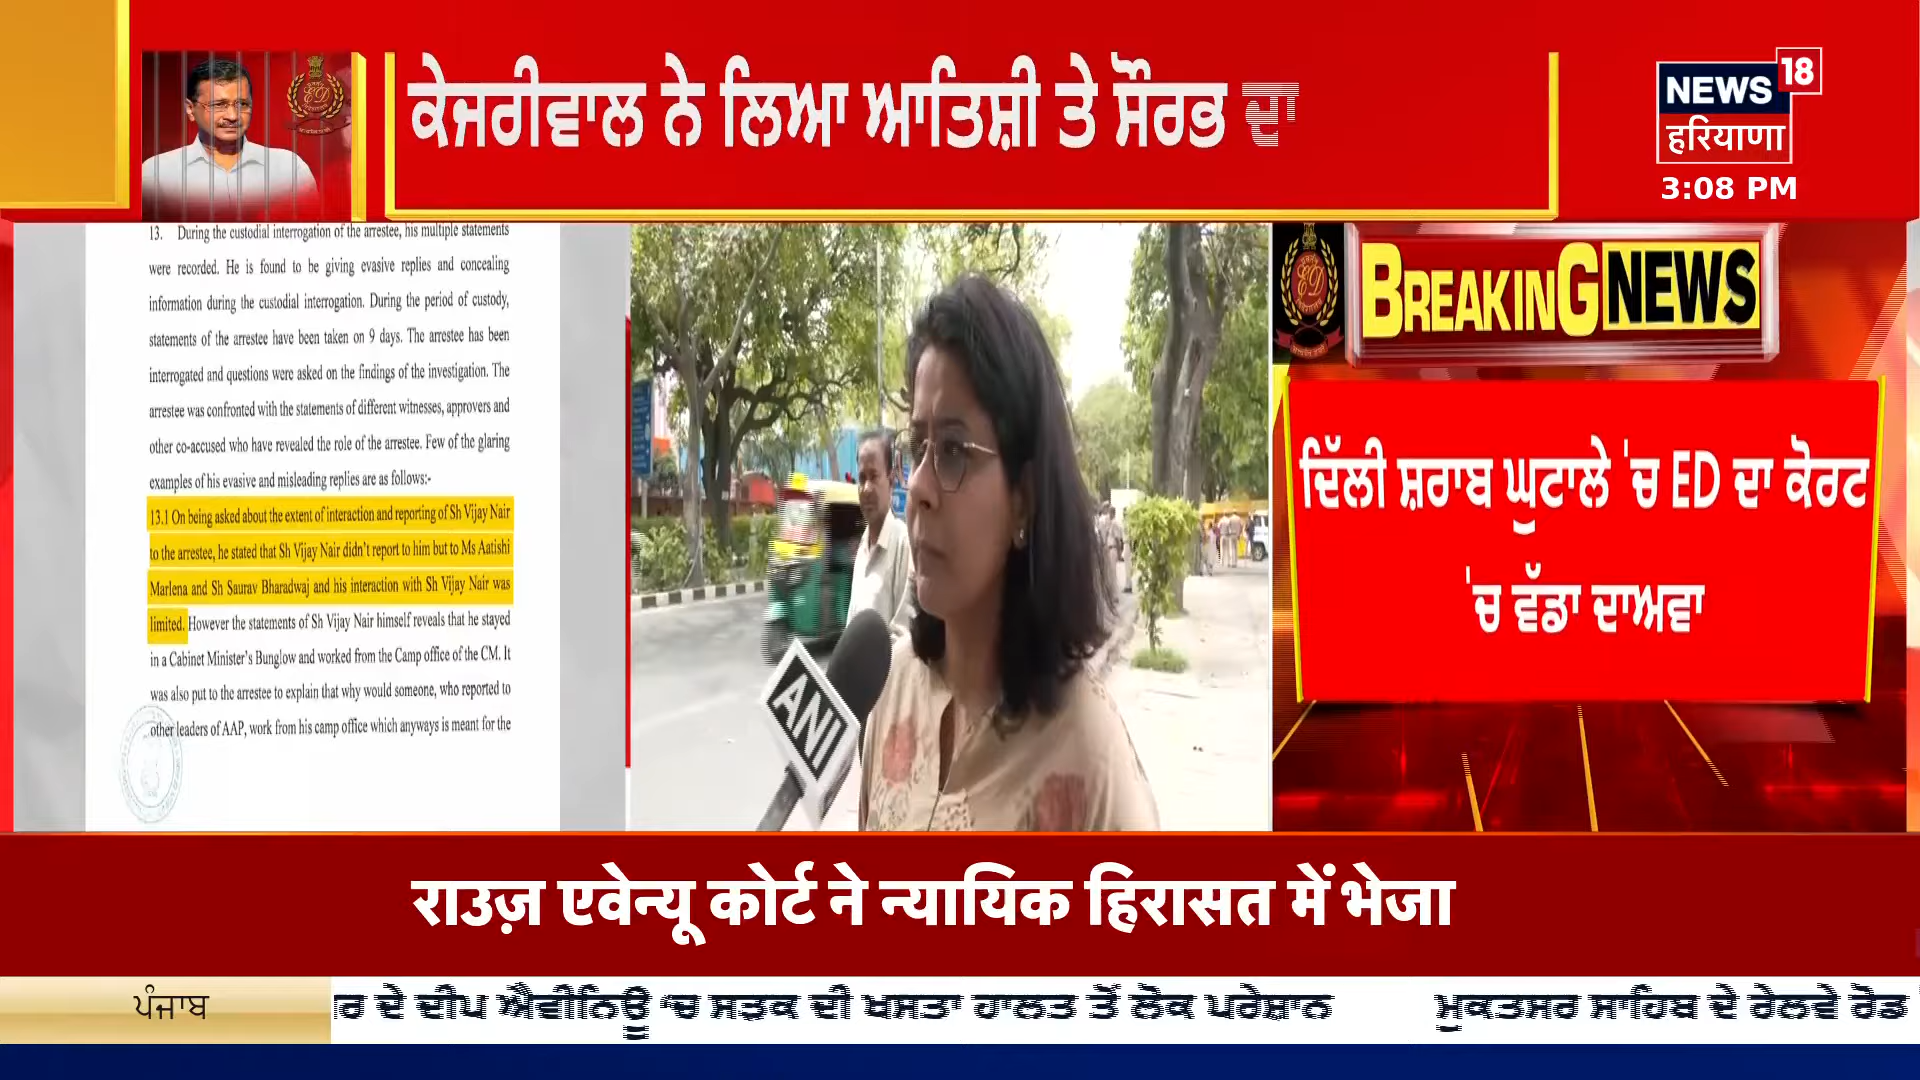 ਕੇਜਰੀਵਾਲ ਨੇ ਲਿਆ ਆਤਿਸ਼ੀ ਤੇ ਸੌਰਭ ਦਾ
NEWS 18
हरियाणा
3:08 PM
13. During the custodial interrogation of the arrestee, his multiple statements
were recorded. He is found to be giving evasive replies and concealing
information during the custodial interrogation. During the period of custody,
statements of the arrestee have been taken on 9 days. The arrestee has been
interrogated and questions were asked on the findings of the investigation. The
arrestee was confronted with the statements of different witnesses, approvers and
other co-accused who have revealed the role of the arrestee. Few of the glaring
examples of his evasive and misleading replies are as follows:-
13.1 On being asked about the extent of interaction and reporting of Sh Vijay Nair
to the arrestee, he stated that Sh Vijay Nair didn't report to him but to Ms Aatishi
Marlena and Sh Saurav Bharadwaj and his interaction with Sh Vijay Nair was
limited. However the statements of Sh Vijay Nair himself reveals that he stayed
in a Cabinet Minister's Bunglow and worked from the Camp office of the CM. It
was also put to the arrestee to explain that why would someone, who reported to
other leaders of AAP, work from his camp office which anyways is meant for the
ANI
BREAKING NEWS
ਦਿੱਲੀ ਸ਼ਰਾਬ ਘੁਟਾਲੇ 'ਚ ED ਦਾ ਕੋਰਟ
'ਚ ਵੱਡਾ ਦਾਅਵਾ
राउज़ एवेन्यू कोर्ट ने न्यायिक हिरासत में भेजा
ਪੰਜਾਬ
ਰ ਦੇ ਦੀਪ ਐਵੀਨਿਊ 'ਚ ਸੜਕ ਦੀ ਖਸਤਾ ਹਾਲਤ ਤੋਂ ਲੋਕ ਪਰੇਸ਼ਾਨ ਮੁਕਤਸਰ ਸਾਹਿਬ ਦੇ ਰੇਲਵੇ ਰੋਡ